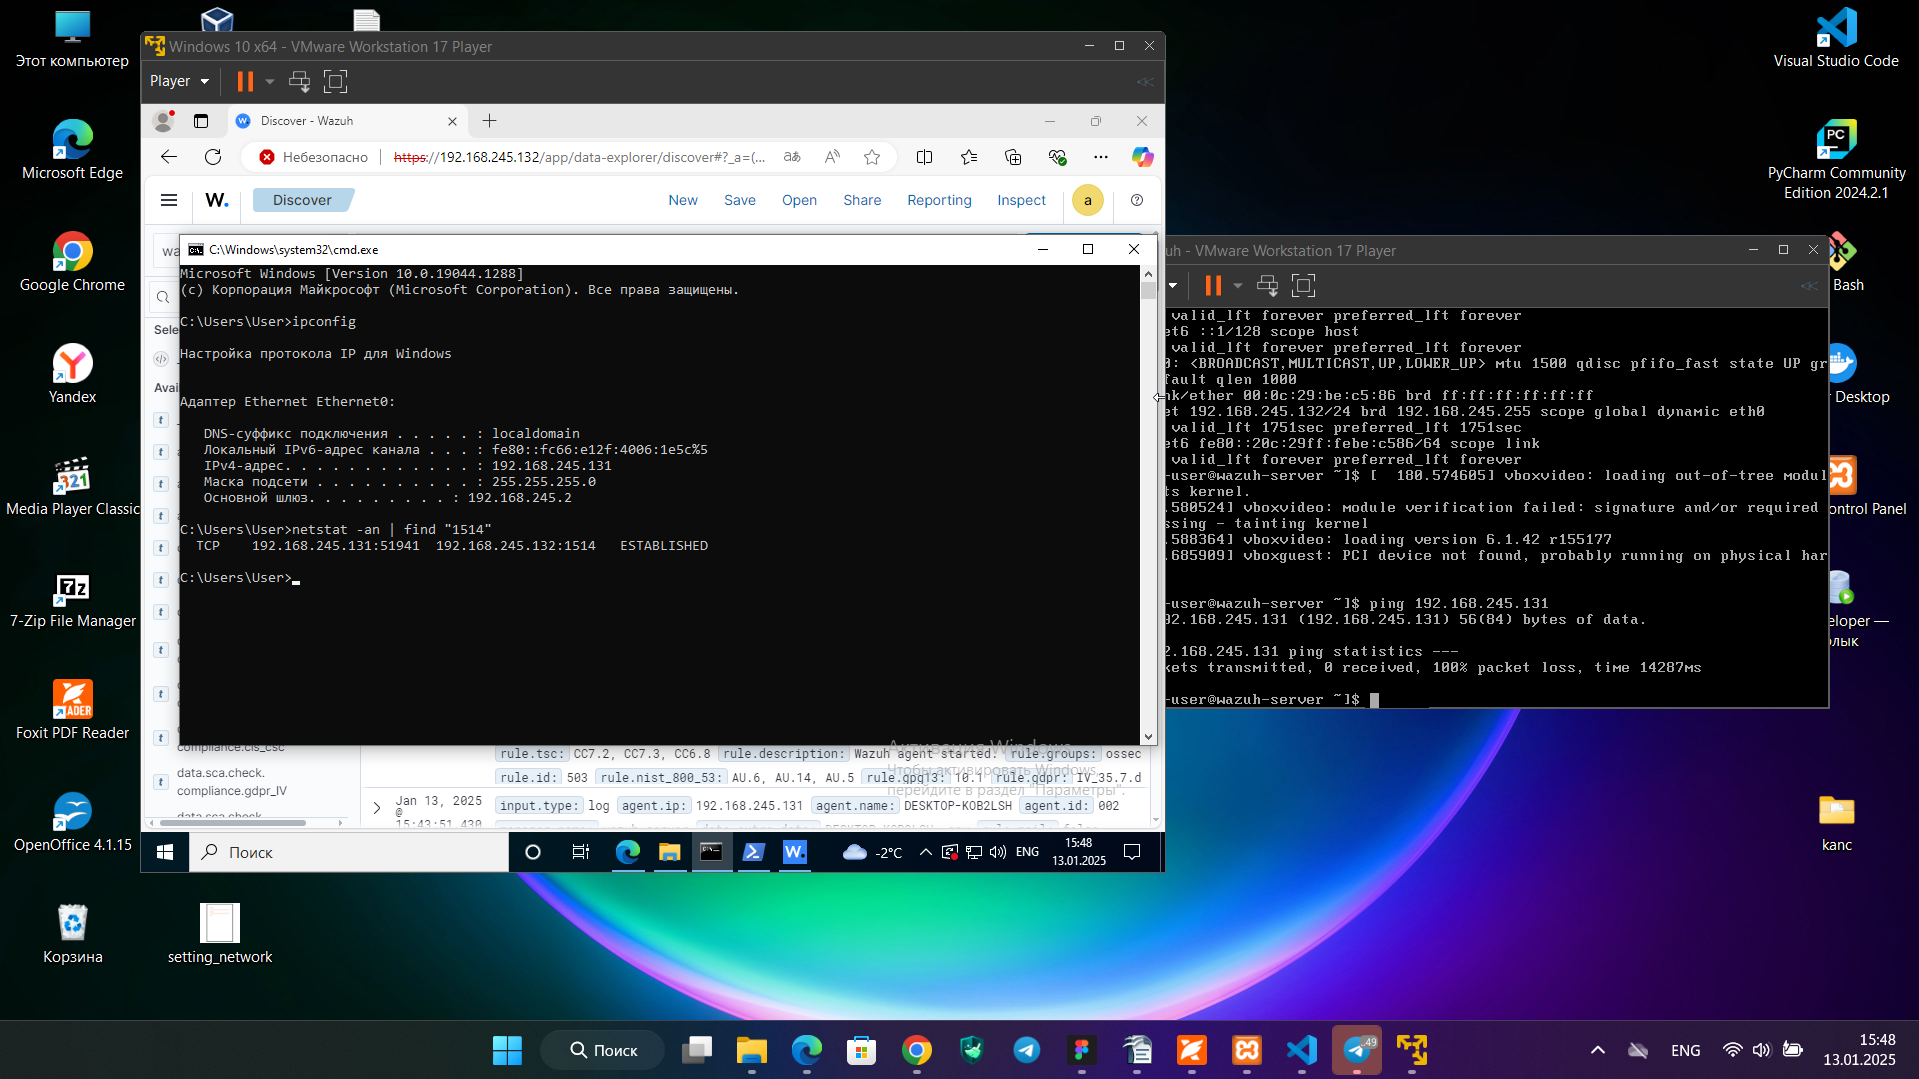 Этот компьютер
Microsoft Edge
Google Chrome
Yandex
Media Player Classic
7-Zip File Manager
Foxit PDF Reader
OpenOffice 4.1.15
Корзина
setting_network
Visual Studio Code
PyCharm Community
Edition 2024.2.1
Bash
Desktop
ontrol Panel
eloper —
kanc
Windows 10 x64 - VMware Workstation 17 Player
Player
Discover - Wazuh
Небезопасно
https://192.168.245.132/app/data-explorer/discover#?_a=(...
W.
Discover
New
Save
Open
Share
Reporting
Inspect
a
wa
Sele
Avai
C:\Windows\system32\cmd.exe
Microsoft Windows [Version 10.0.19044.1288]
(c) Корпорация Майкрософт (Microsoft Corporation). Все права защищены.
C:\Users\User>ipconfig
Настройка протокола IP для Windows
Адаптер Ethernet Ethernet0:
DNS-суффикс подключения . . . . . : localdomain
Локальный IPv6-адрес канала . . . : fe80::fc66:e12f:4006:1e5c%5
IPv4-адрес. . . . . . . . . . . . : 192.168.245.131
Маска подсети . . . . . . . . . . : 255.255.255.0
Основной шлюз. . . . . . . . . : 192.168.245.2
C:\Users\User>netstat -an | find "1514"
TCP    192.168.245.131:51941  192.168.245.132:1514   ESTABLISHED
C:\Users\User>
compliance.cis_csc
data.sca.check.
compliance.gdpr_IV
data.sca.check.
rule.tsc: CC7.2, CC7.3, CC6.8 rule.description: Wazuh agent started. rule.groups: ossec
rule.id: 503 rule.nist_800_53: AU.6, AU.14, AU.5 rule.gpg13: 10.1 rule.gdpr: IV_35.7.d
Jan 13, 2025
@
15:43:51.430
input.type: log agent.ip: 192.168.245.131 agent.name: DESKTOP-KOB2LSH agent.id: 002
Активация Windows
Чтобы активировать Windows,
перейдите в раздел "Параметры".
Поиск
-2°C
ENG
15:48
13.01.2025
uh - VMware Workstation 17 Player
valid_lft forever preferred_lft forever
et6 ::1/128 scope host
valid_lft forever preferred_lft forever
0: <BROADCAST,MULTICAST,UP,LOWER_UP> mtu 1500 qdisc pfifo_fast state UP gr
fault qlen 1000
nk/ether 00:0c:29:be:c5:86 brd ff:ff:ff:ff:ff:ff
et 192.168.245.132/24 brd 192.168.245.255 scope global dynamic eth0
valid_lft 1751sec preferred_lft 1751sec
et6 fe80::20c:29ff:febe:c586/64 scope link
valid_lft forever preferred_lft forever
-user@wazuh-server ~]$ [  180.574605] vboxvideo: loading out-of-tree modul
ts kernel.
.580524] vboxvideo: module verification failed: signature and/or required
ssing - tainting kernel
.588364] vboxvideo: loading version 6.1.42 r155177
.685909] vboxguest: PCI device not found, probably running on physical har
-user@wazuh-server ~]$ ping 192.168.245.131
92.168.245.131 (192.168.245.131) 56(84) bytes of data.
2.168.245.131 ping statistics ---
kets transmitted, 0 received, 100% packet loss, time 14287ms
-user@wazuh-server ~]$
Поиск
49
ENG
15:48
13.01.2025